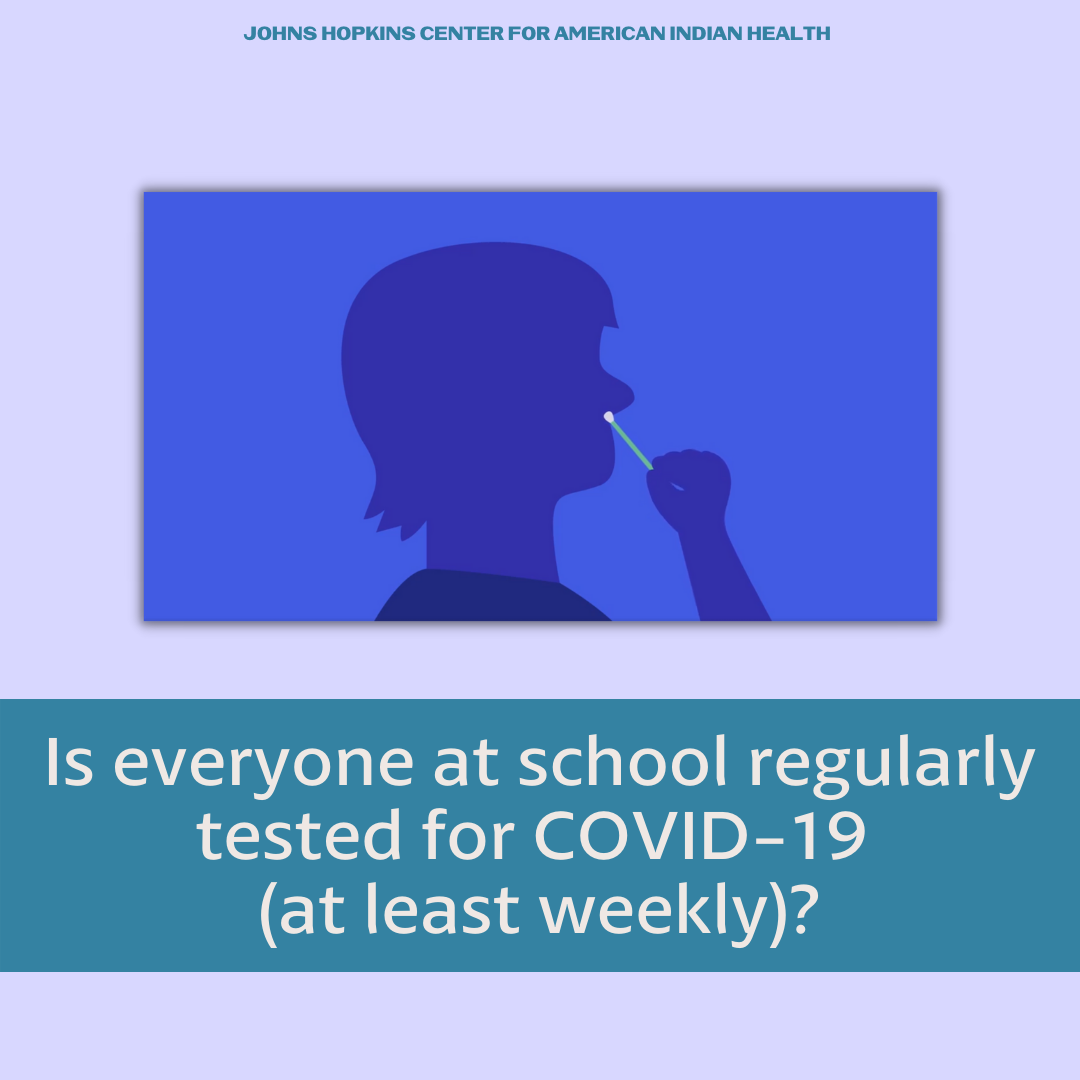 JOHNS HOPKINS CENTER FOR AMERICAN INDIAN HEALTH
Is everyone at school regularly
tested for COVID-19
(at least weekly)?